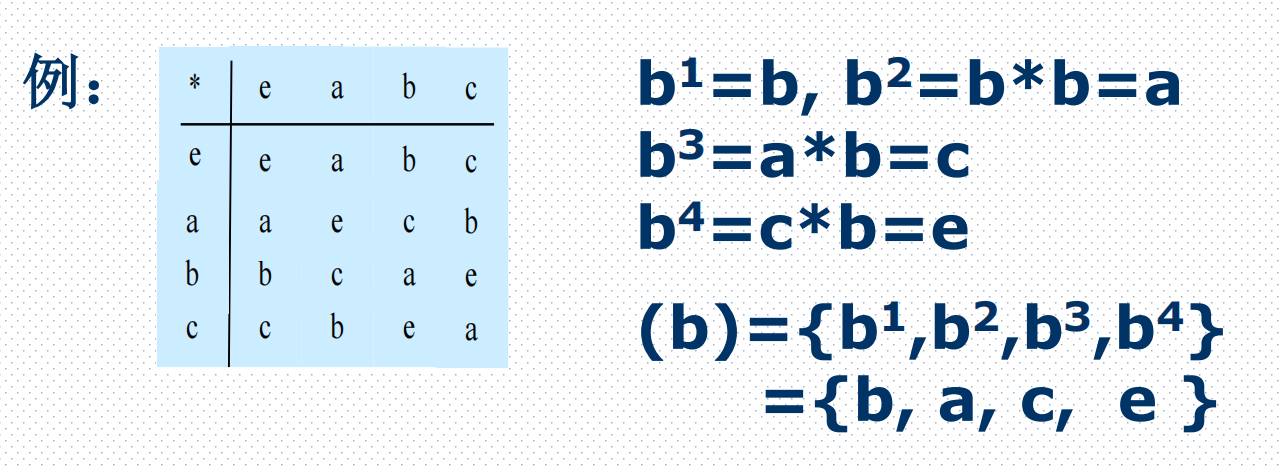 例：
* e a b c
e e a b c
a a e c b
b b c a e
c c b e a
b¹=b, b²=b*b=a
b³=a*b=c
b⁴=c*b=e
(b)={b¹,b²,b³,b⁴}
={b, a, c, e }